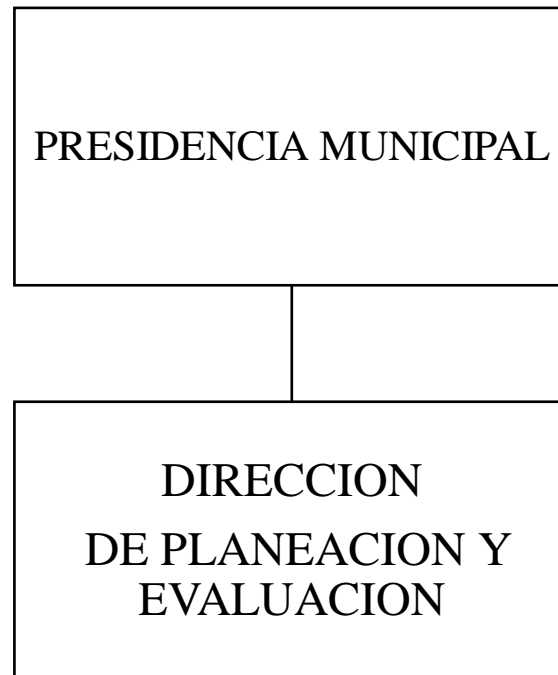 PRESIDENCIA MUNICIPAL
DIRECCION
DE PLANEACION Y
EVALUACION